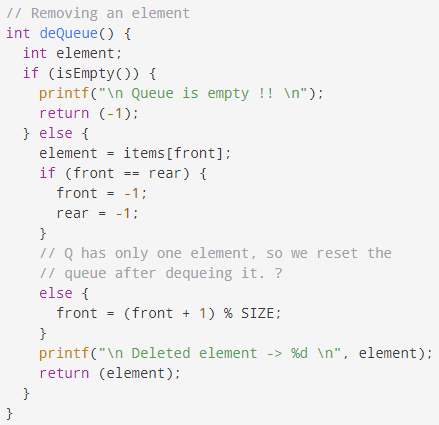 // Removing an element
int deQueue() {
  int element;
  if (isEmpty()) {
    printf("\n Queue is empty !! \n");
    return (-1);
  } else {
    element = items[front];
    if (front == rear) {
      front = -1;
      rear = -1;
    }
    // Q has only one element, so we reset the
    // queue after dequeing it. ?
    else {
      front = (front + 1) % SIZE;
    }
    printf("\n Deleted element -> %d \n", element);
    return (element);
  }
}